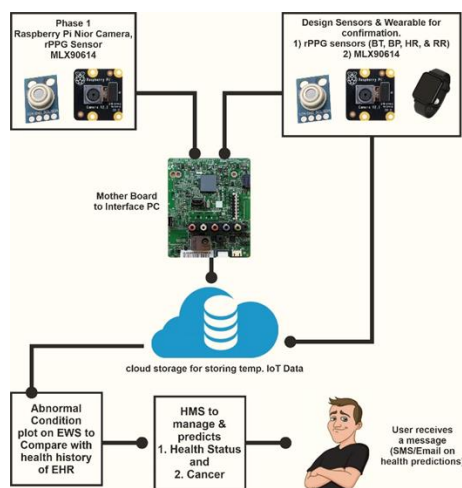 Phase 1
Raspberry Pi Nior Camera,
rPPG Sensor
MLX90614
Design Sensors & Wearable for
confirmation.
1) rPPG sensors (BT, BP, HR, & RR)
2) MLX90614
Mother Board
to Interface PC
cloud storage for storing temp. IoT Data
Abnormal
Condition
plot on EWS to
Compare with
health history
of EHR
HMS to
manage &
predicts
1. Health Status
and
2. Cancer
User receives
a message
(SMS/Email on
health predictions)